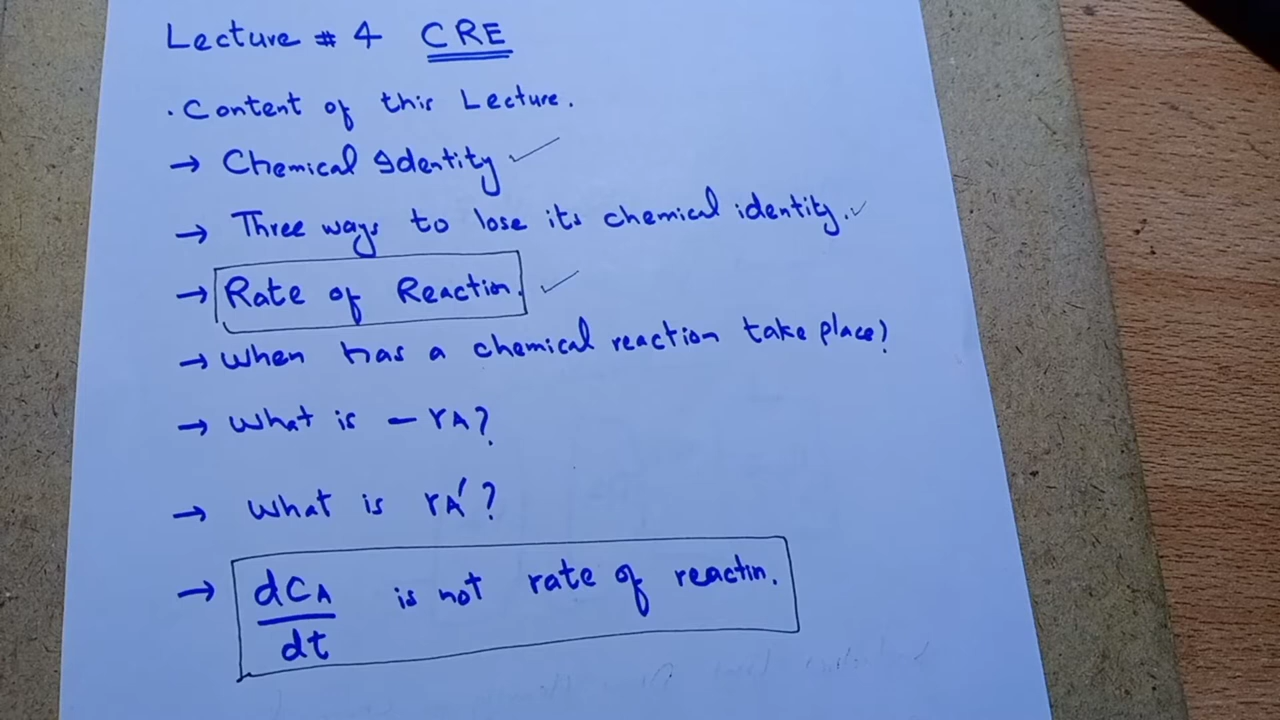 Lecture # 4 CRE
. Content of this Lecture.
→ Chemical Identity ✓
→ Three ways to lose its chemical identity. ✓
→ Rate of Reaction. ✓
→ When has a chemical reaction take place?
→ What is - rA?
→ What is rA'?
→ dCA/dt is not rate of reactin.